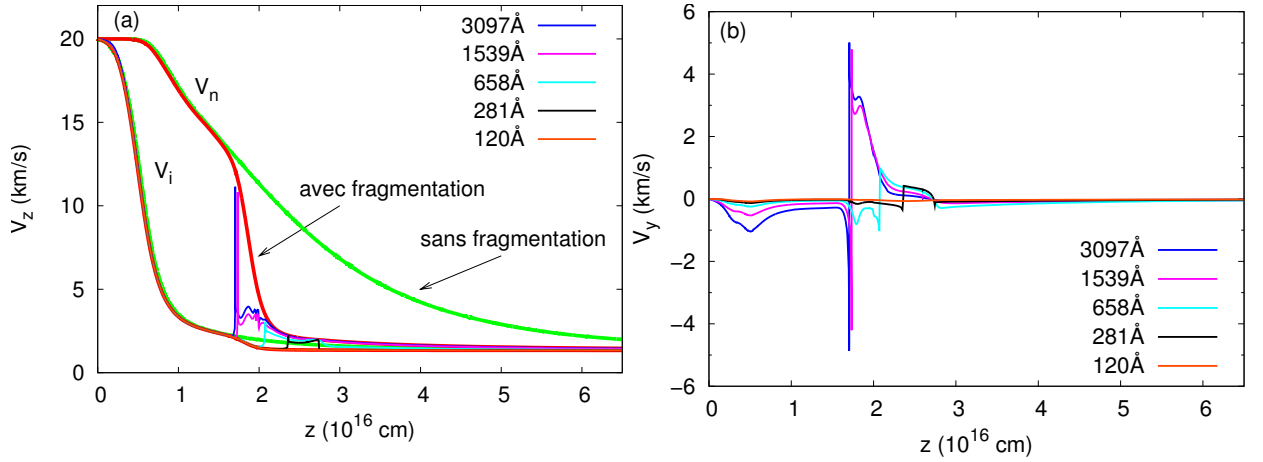 (a)
3097Å
1539Å
658Å
281Å
120Å
V_n
V_i
avec fragmentation
sans fragmentation
V_z (km/s)
20
15
10
5
0
0 1 2 3 4 5 6
z (10^16 cm)
(b)
3097Å
1539Å
658Å
281Å
120Å
V_y (km/s)
6
4
2
0
−2
−4
−6
0 1 2 3 4 5 6
z (10^16 cm)